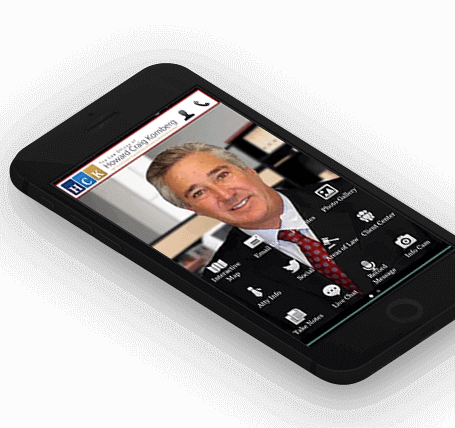 HCK
The Law Offices of
Howard Craig Kornberg
Photo Gallery
Email
Areas of Law
Client Center
Interactive
Map
Social
Info Cam
Atty Info
Record
Message
Live Chat
Take Notes